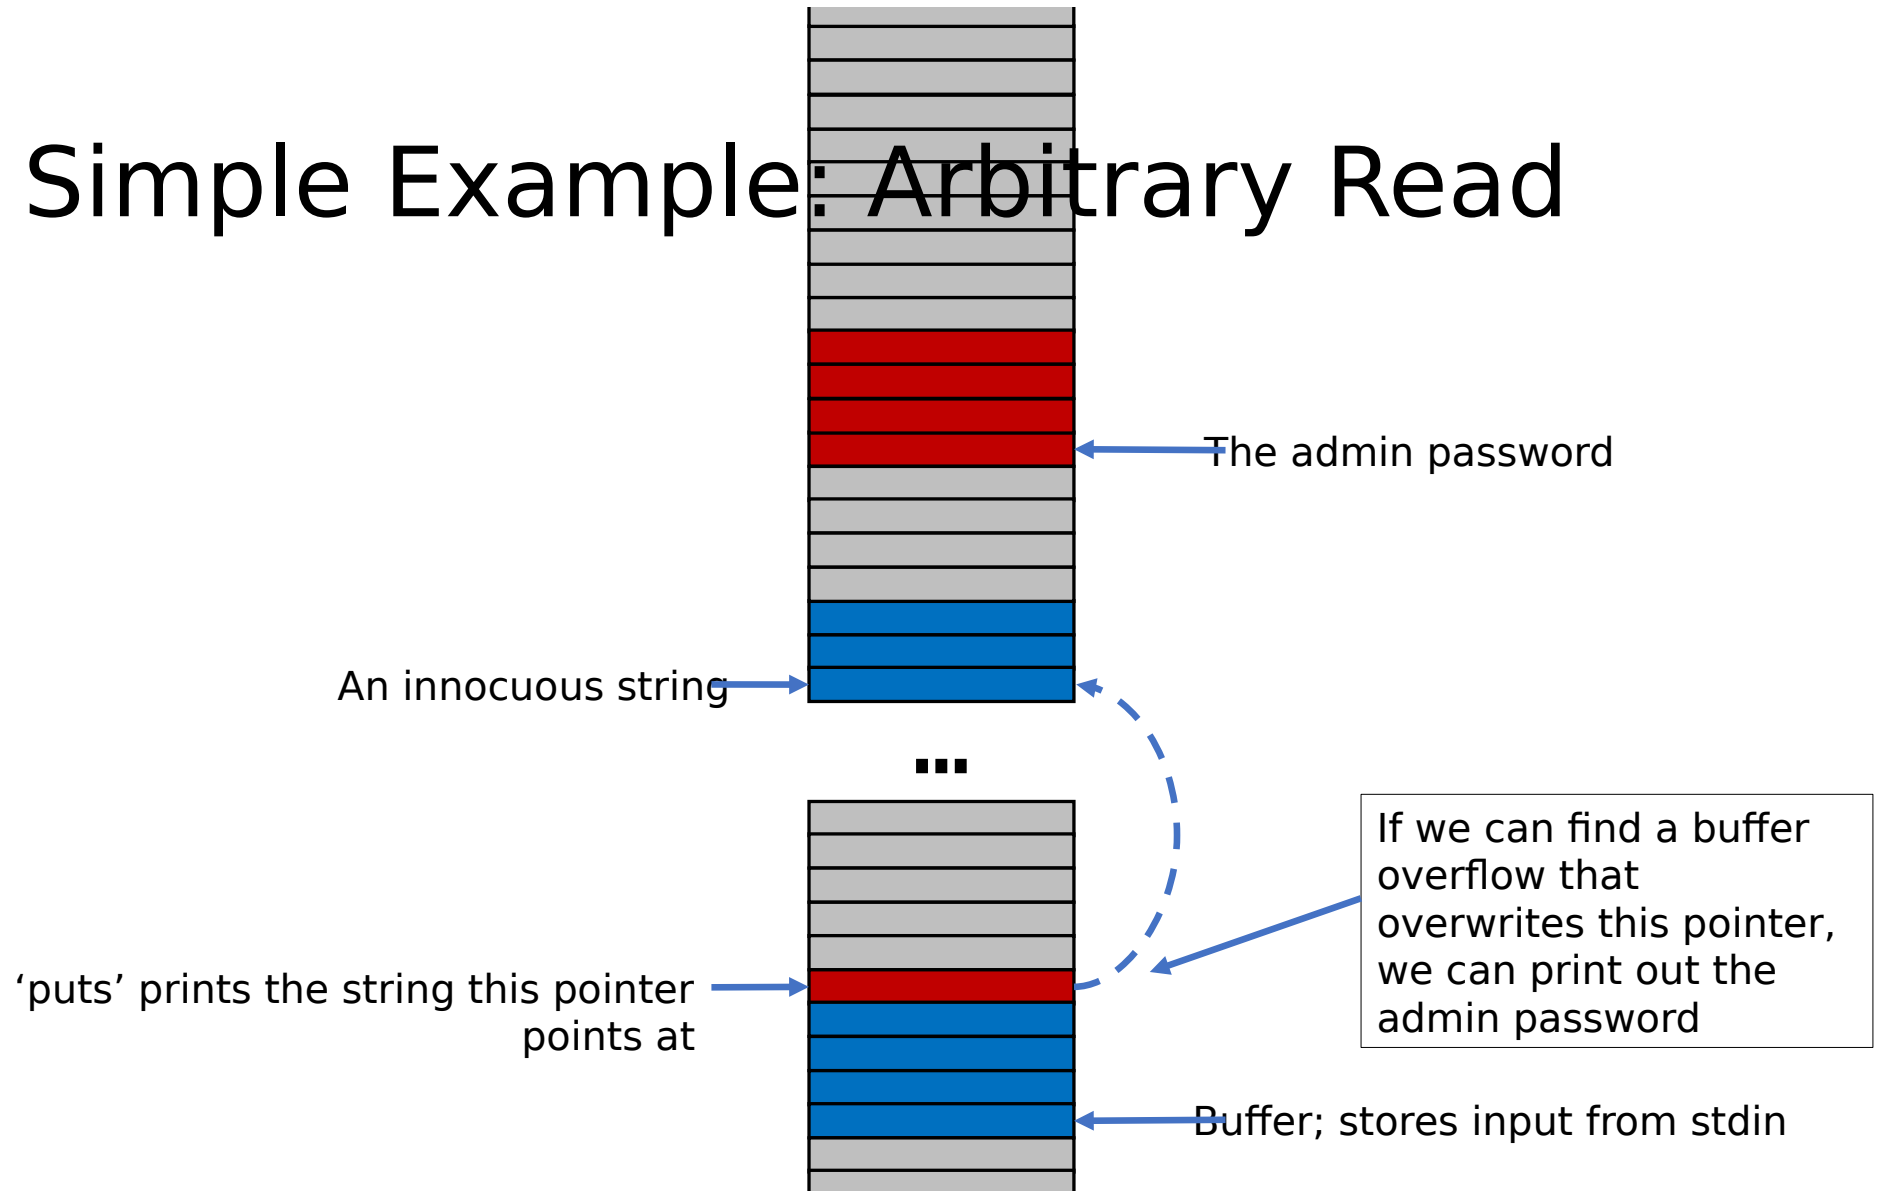 Simple Example: Arbitrary Read
The admin password
An innocuous string
…
If we can find a buffer
overflow that
overwrites this pointer,
we can print out the
admin password
‘puts’ prints the string this pointer
points at
Buffer; stores input from stdin